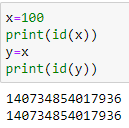 x=100
print(id(x))
y=x
print(id(y))
140734854017936
140734854017936